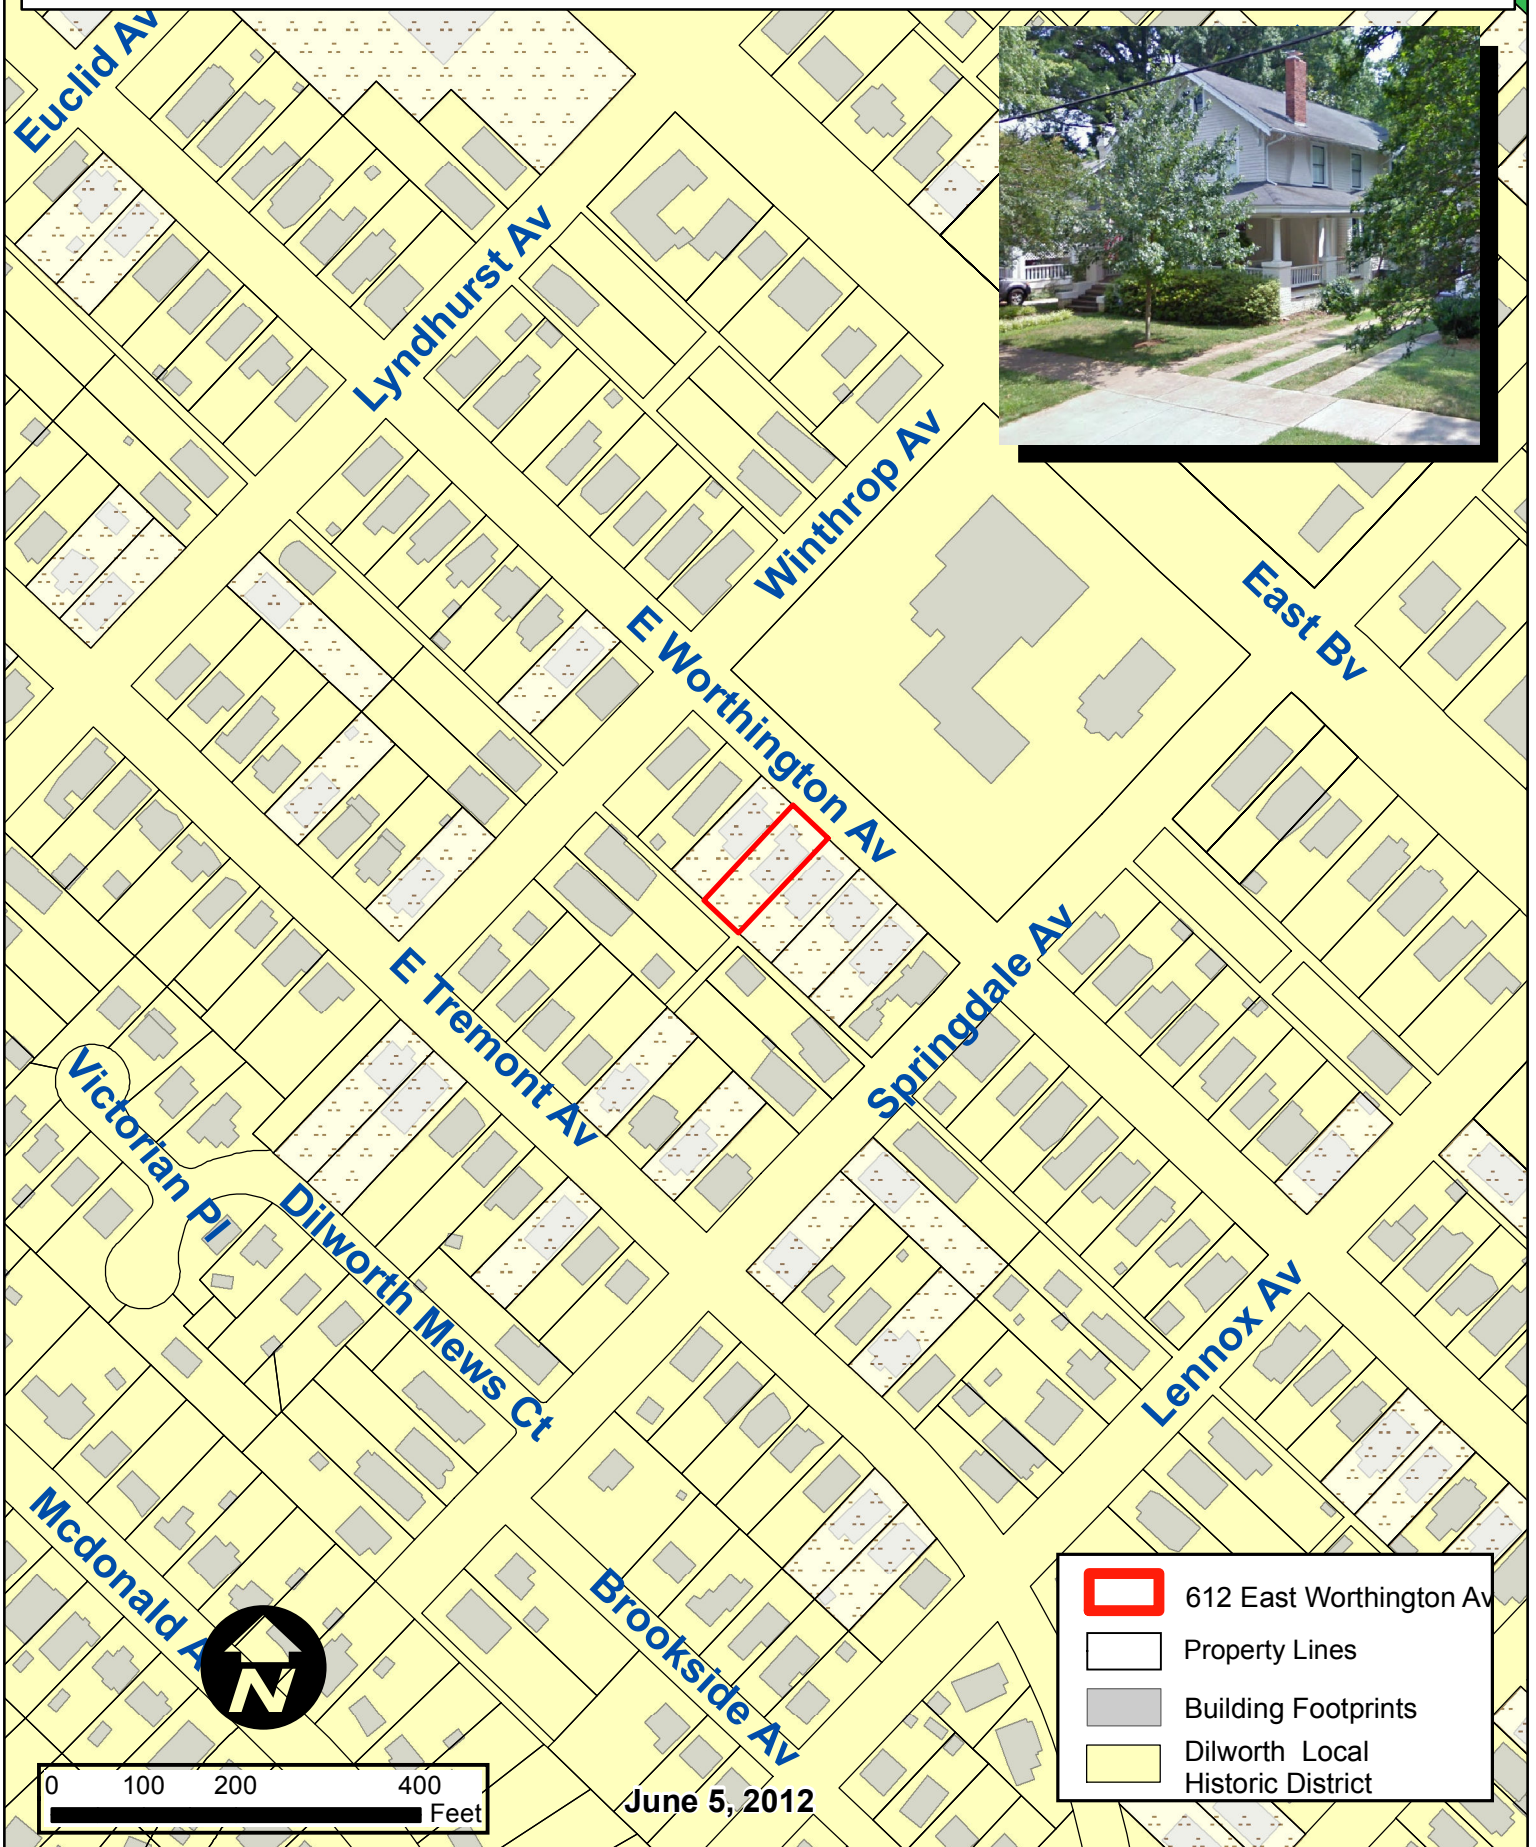 Euclid Av
Lyndhurst Av
Winthrop Av
E Worthington Av
East Bv
Springdale Av
E Tremont Av
Victorian Pl
Dilworth Mews Ct
Lennox Av
Mcdonald A
Brookside Av
N
612 East Worthington Av
Property Lines
Building Footprints
Dilworth Local
Historic District
0 100 200 400
Feet
June 5, 2012